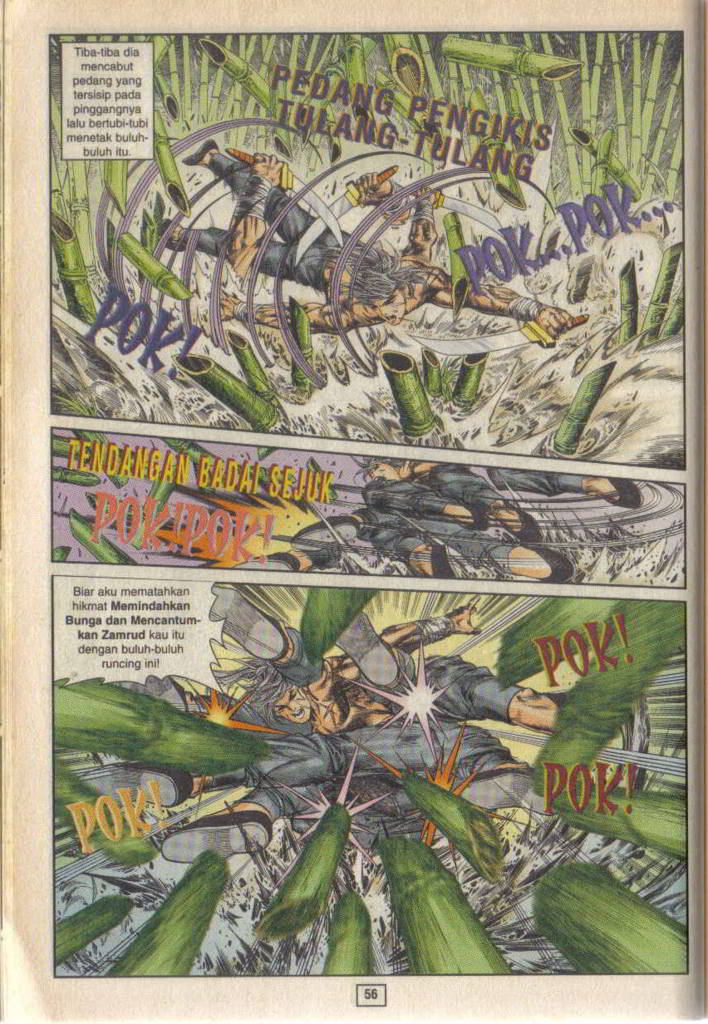 Tiba-tiba dia
mencabut
pedang yang
tersisip pada
pinggangnya
lalu bertubi-tubi
menetak buluh-
buluh itu.
PEDANG PENGIKIS
TULANG-TULANG
POK...POK....
POK!
TENDANGAN BADAI SEJUK
POK!POK!
Biar aku mematahkan
hikmat Memindahkan
Bunga dan Mencantum-
kan Zamrud kau itu
dengan buluh-buluh
runcing ini!
POK!
POK!
POK!
56